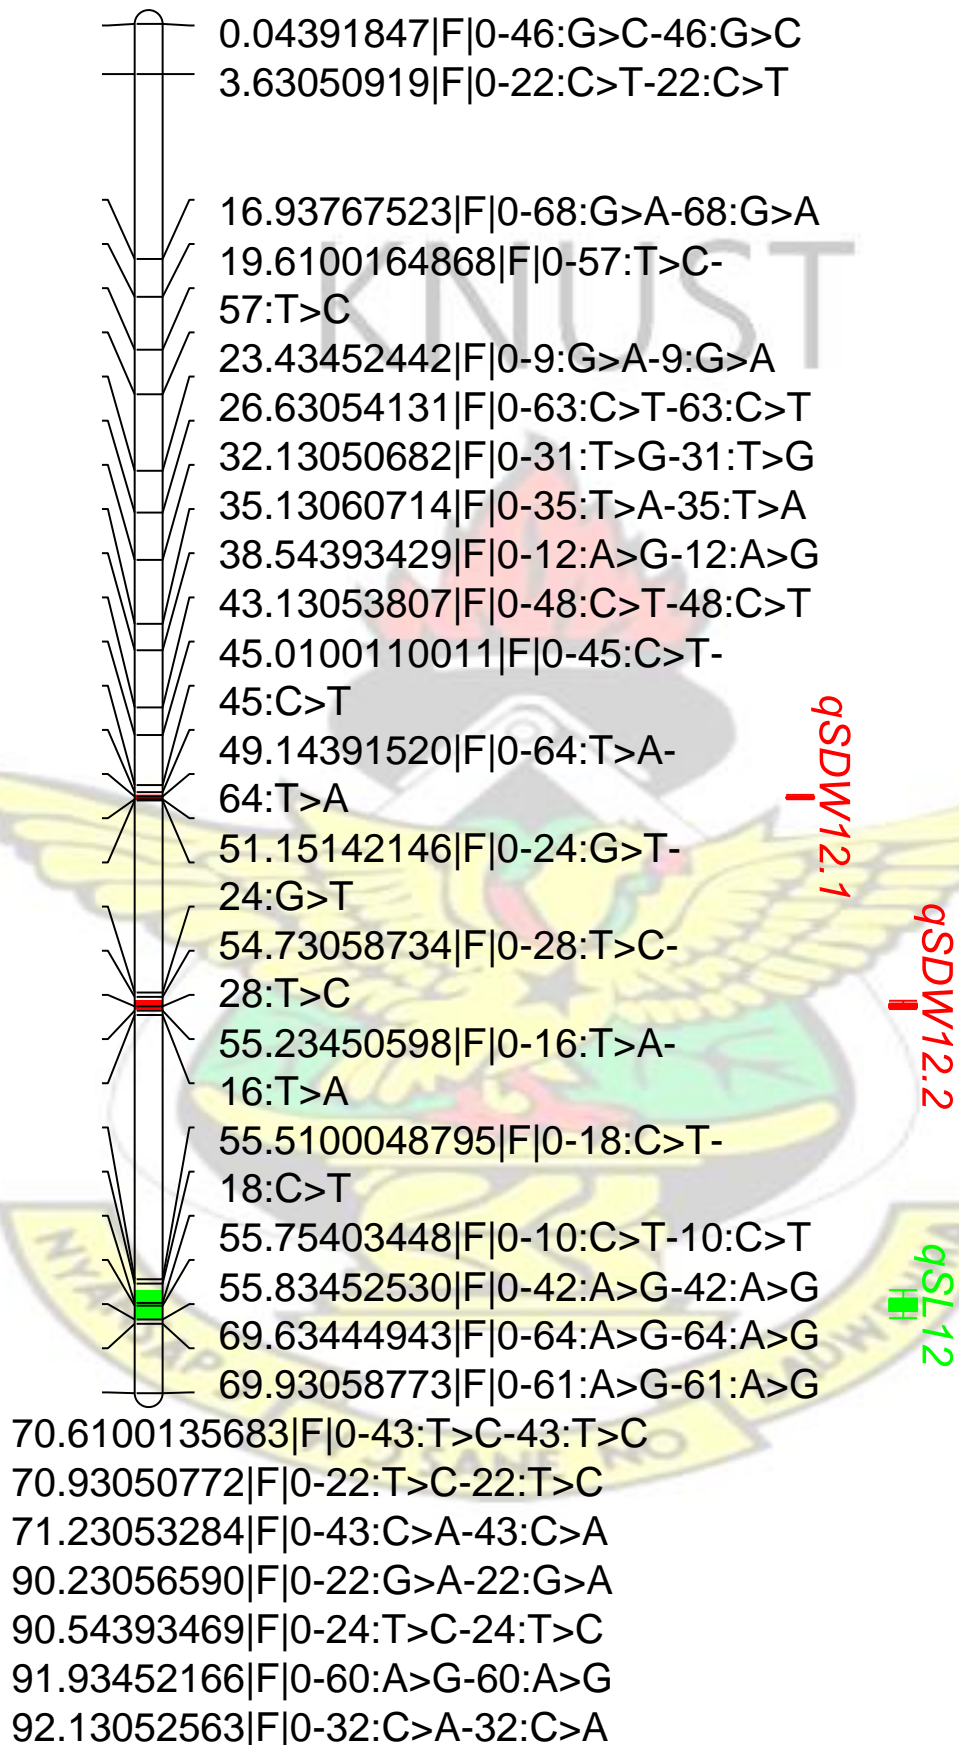 0.04391847|F|0-46:G>C-46:G>C
3.63050919|F|0-22:C>T-22:C>T
16.93767523|F|0-68:G>A-68:G>A
19.6100164868|F|0-57:T>C-
57:T>C
23.43452442|F|0-9:G>A-9:G>A
26.63054131|F|0-63:C>T-63:C>T
32.13050682|F|0-31:T>G-31:T>G
35.13060714|F|0-35:T>A-35:T>A
38.54393429|F|0-12:A>G-12:A>G
43.13053807|F|0-48:C>T-48:C>T
45.0100110011|F|0-45:C>T-
45:C>T
49.14391520|F|0-64:T>A-
64:T>A
51.15142146|F|0-24:G>T-
24:G>T
54.73058734|F|0-28:T>C-
28:T>C
55.23450598|F|0-16:T>A-
16:T>A
55.5100048795|F|0-18:C>T-
18:C>T
55.75403448|F|0-10:C>T-10:C>T
55.83452530|F|0-42:A>G-42:A>G
69.63444943|F|0-64:A>G-64:A>G
69.93058773|F|0-61:A>G-61:A>G
70.6100135683|F|0-43:T>C-43:T>C
70.93050772|F|0-22:T>C-22:T>C
71.23053284|F|0-43:C>A-43:C>A
90.23056590|F|0-22:G>A-22:G>A
90.54393469|F|0-24:T>C-24:T>C
91.93452166|F|0-60:A>G-60:A>G
92.13052563|F|0-32:C>A-32:C>A
qSDW12.1
qSDW12.2
qSL12
KNUST